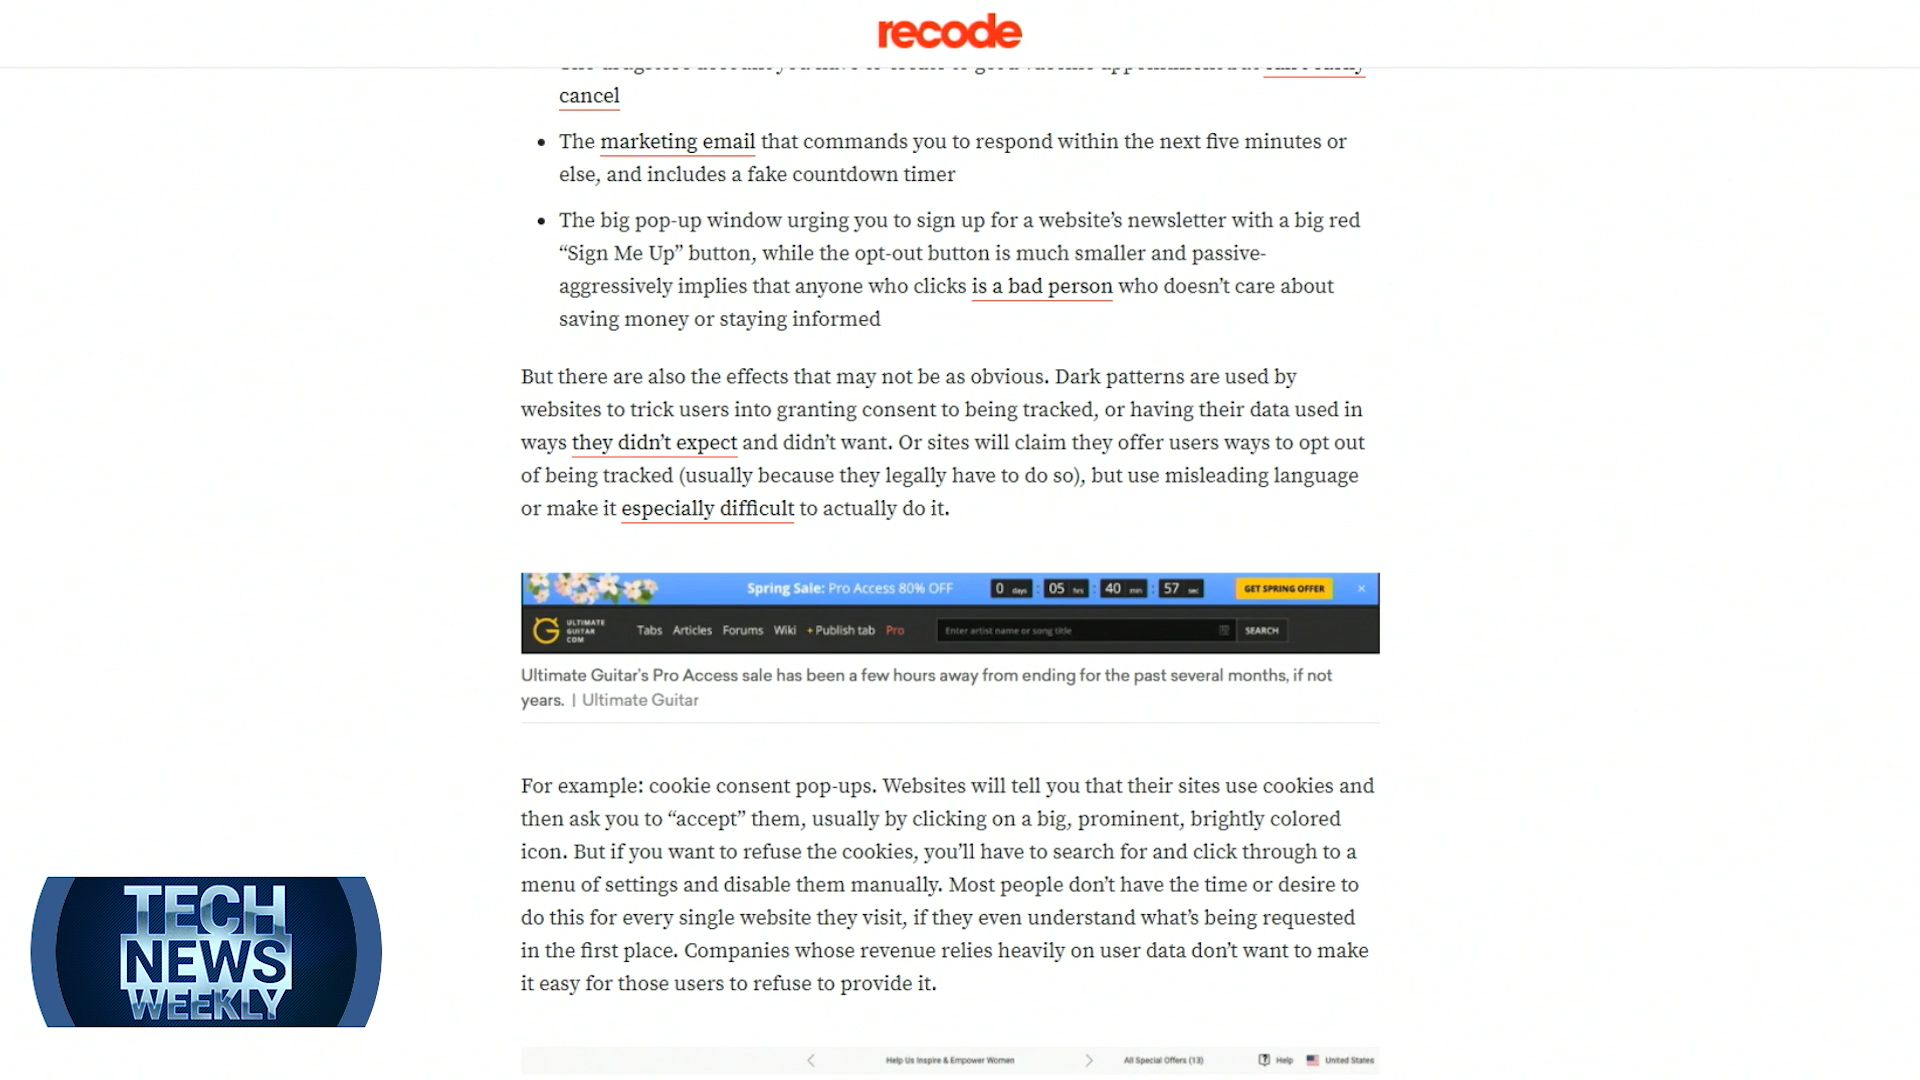 recode
cancel
The marketing email that commands you to respond within the next five minutes or
else, and includes a fake countdown timer
The big pop-up window urging you to sign up for a website’s newsletter with a big red
“Sign Me Up” button, while the opt-out button is much smaller and passive-
aggressively implies that anyone who clicks is a bad person who doesn’t care about
saving money or staying informed
But there are also the effects that may not be as obvious. Dark patterns are used by
websites to trick users into granting consent to being tracked, or having their data used in
ways they didn’t expect and didn’t want. Or sites will claim they offer users ways to opt out
of being tracked (usually because they legally have to do so), but use misleading language
or make it especially difficult to actually do it.
Spring Sale: Pro Access 80% OFF 0 days : 05 hrs : 40 min : 57 sec GET SPRING OFFER ×
ULTIMATE
GUITAR
COM
Tabs Articles Forums Wiki + Publish tab Pro Enter artist name or song title SEARCH
Ultimate Guitar’s Pro Access sale has been a few hours away from ending for the past several months, if not
years. | Ultimate Guitar
For example: cookie consent pop-ups. Websites will tell you that their sites use cookies and
then ask you to “accept” them, usually by clicking on a big, prominent, brightly colored
icon. But if you want to refuse the cookies, you’ll have to search for and click through to a
menu of settings and disable them manually. Most people don’t have the time or desire to
do this for every single website they visit, if they even understand what’s being requested
in the first place. Companies whose revenue relies heavily on user data don’t want to make
it easy for those users to refuse to provide it.
TECH
NEWS
WEEKLY
Help Us Inspire & Empower Women All Special Offers (13) Help United States